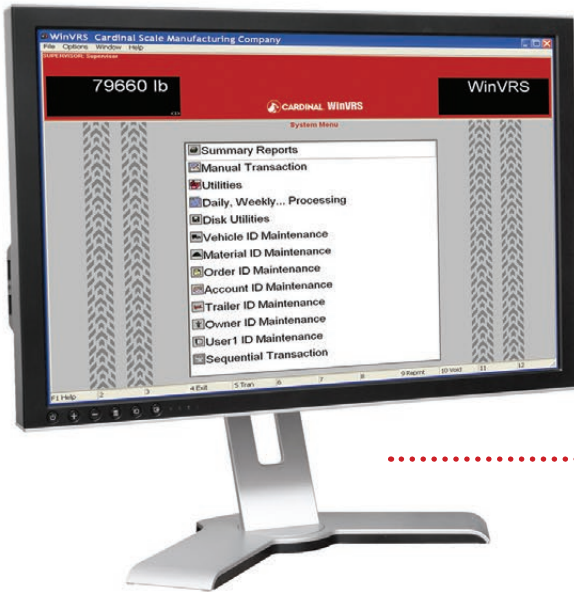 WinVRS Cardinal Scale Manufacturing Company
File Options Window Help
SUPERVISOR: Supervisor
79660 lb
CARDINAL WinVRS
WinVRS
System Menu
Summary Reports
Manual Transaction
Utilities
Daily, Weekly... Processing
Disk Utilities
Vehicle ID Maintenance
Material ID Maintenance
Order ID Maintenance
Account ID Maintenance
Trailer ID Maintenance
Owner ID Maintenance
User1 ID Maintenance
Sequential Transaction
F1 Help 2 3 4 Exit 5 Tran 6 7 8 9 Reprnt 10 Void 11 12